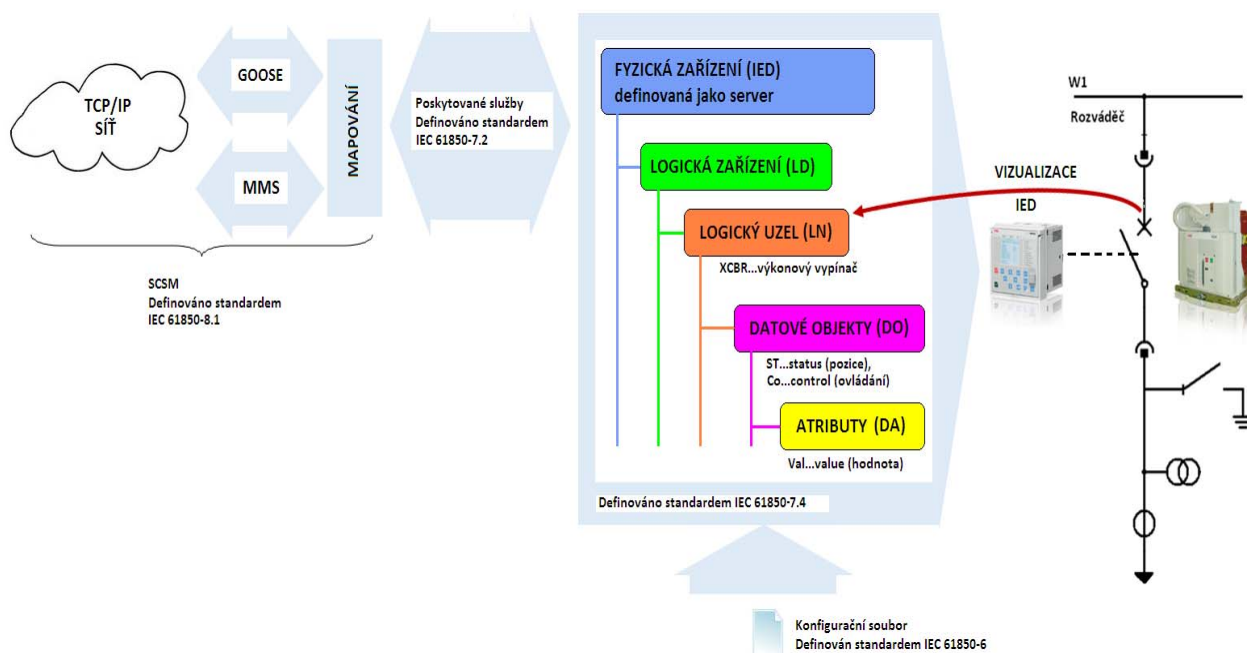 TCP/IP
SÍŤ
GOOSE
MMS
MAPOVÁNÍ
SCSM
Definováno standardem
IEC 61850-8.1
Poskytované služby
Definováno standardem
IEC 61850-7.2
FYZICKÁ ZAŘÍZENÍ (IED)
definovaná jako server
LOGICKÁ ZAŘÍZENÍ (LD)
LOGICKÝ UZEL (LN)
XCBR...výkonový vypínač
DATOVÉ OBJEKTY (DO)
ST...status (pozice),
Co...control (ovládání)
ATRIBUTY (DA)
Val...value (hodnota)
Definováno standardem IEC 61850-7.4
Konfigurační soubor
Definován standardem IEC 61850-6
VIZUALIZACE
IED
W1
Rozváděč